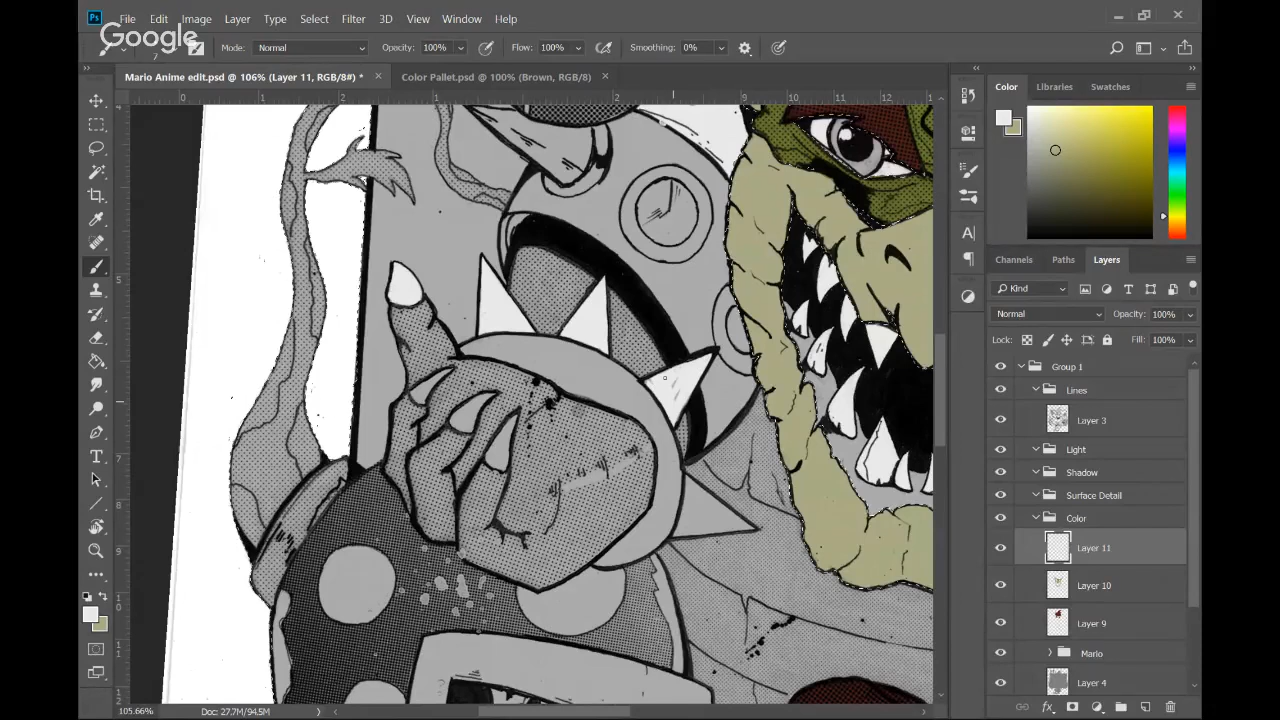 File Edit Image Layer Type Select Filter 3D View Window Help
Google
7 Mode: Normal Opacity: 100% Flow: 100% Smoothing: 0%
Mario Anime edit.psd @ 106% (Layer 11, RGB/8#) * × Color Pallet.psd @ 100% (Brown, RGB/8) ×
Color Libraries Swatches
Channels Paths Layers
Kind
Normal Opacity: 100%
Lock: Fill: 100%
Group 1
Lines
Layer 3
Light
Shadow
Surface Detail
Color
Layer 11
Layer 10
Layer 9
Mario
Layer 4
105.66% Doc: 27.7M/94.5M